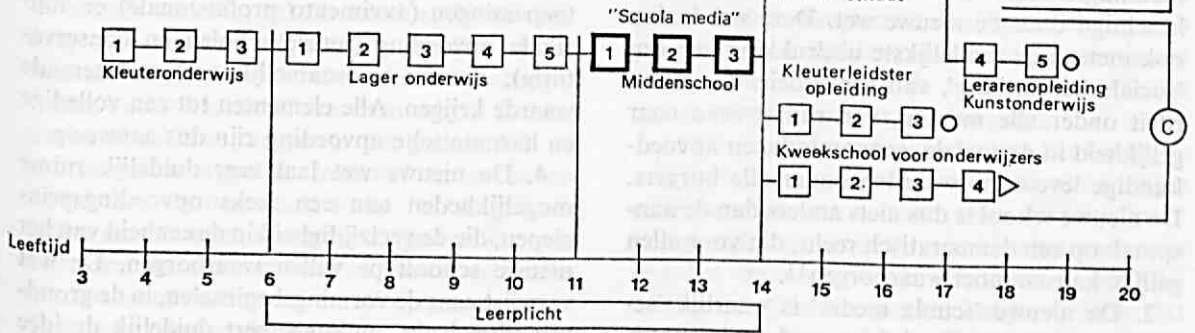 "Scuola media"
1 2 3 1 2 3 4 5 1 2 3
Kleuteronderwijs Lager onderwijs Middenschool
Kleuterleidster
opleiding
1 2 3
4 5
Lerarenopleiding
Kunstonderwijs
C
Kweekschool voor onderwijzers
1 2 3 4
Leeftijd
3 4 5 6 7 8 9 10 11 12 13 14 15 16 17 18 19 20
Leerplicht